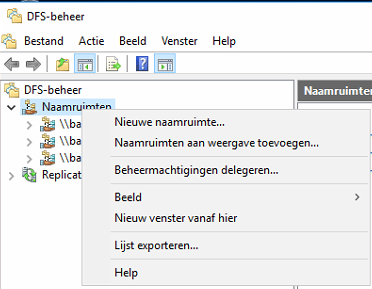 DFS-beheer
Bestand Actie Beeld Venster Help
DFS-beheer
Naamruimten
\\ba
\\ba
\\ba
Replicat
Naamruimten
Nieuwe naamruimte...
Naamruimten aan weergave toevoegen...
Beheermachtigingen delegeren...
Beeld
Nieuw venster vanaf hier
Lijst exporteren...
Help